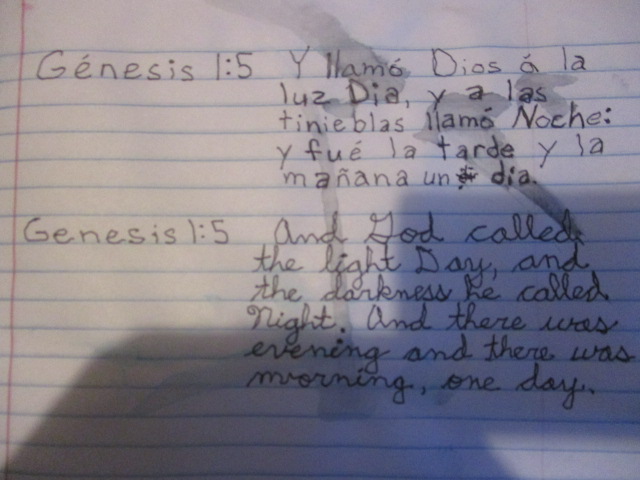 Génesis 1:5 Y llamó Dios á la
luz Dia, y a las
tinieblas llamó Noche:
y fué la tarde y la
mañana un dia.
Genesis 1:5 And God called
the light Day, and
the darkness he called
Night. And there was
evening and there was
morning, one day.